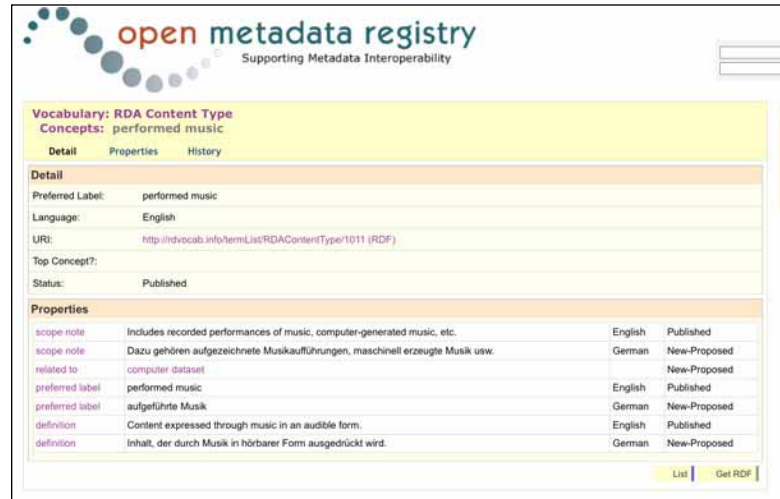 open metadata registry
Supporting Metadata Interoperability
Vocabulary: RDA Content Type
Concepts: performed music
Detail Properties History
Detail
Preferred Label: performed music
Language: English
URI: http://rdvocab.info/termList/RDAContentType/1011 (RDF)
Top Concept?:
Status: Published
Properties
scope note Includes recorded performances of music, computer-generated music, etc. English Published
scope note Dazu gehören aufgezeichnete Musikaufführungen, maschinell erzeugte Musik usw. German New-Proposed
related to computer dataset New-Proposed
preferred label performed music English Published
preferred label aufgeführte Musik German New-Proposed
definition Content expressed through music in an audible form. English Published
definition Inhalt, der durch Musik in hörbarer Form ausgedrückt wird. German New-Proposed
List Get RDF